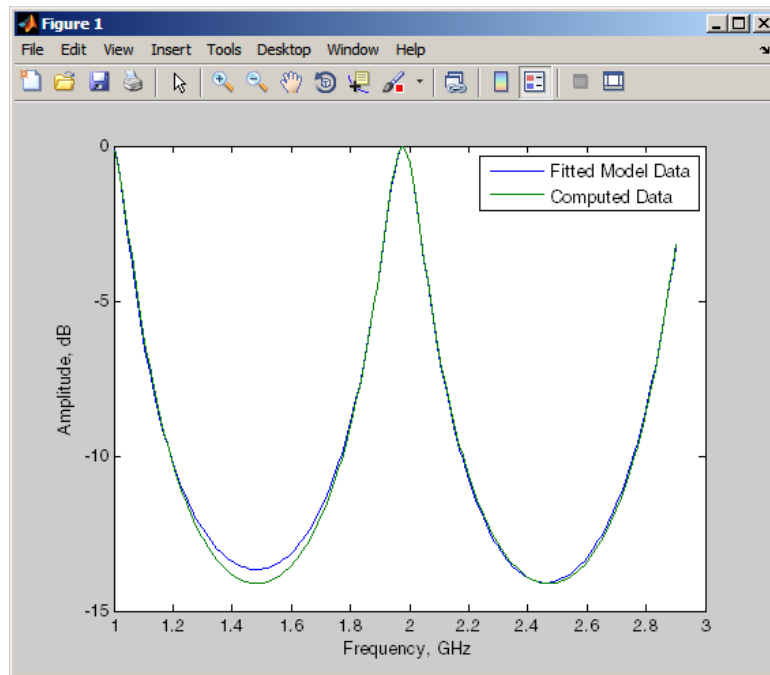 Figure 1
File Edit View Insert Tools Desktop Window Help
0
Fitted Model Data
Computed Data
-5
Amplitude, dB
-10
-15
1 1.2 1.4 1.6 1.8 2 2.2 2.4 2.6 2.8 3
Frequency, GHz